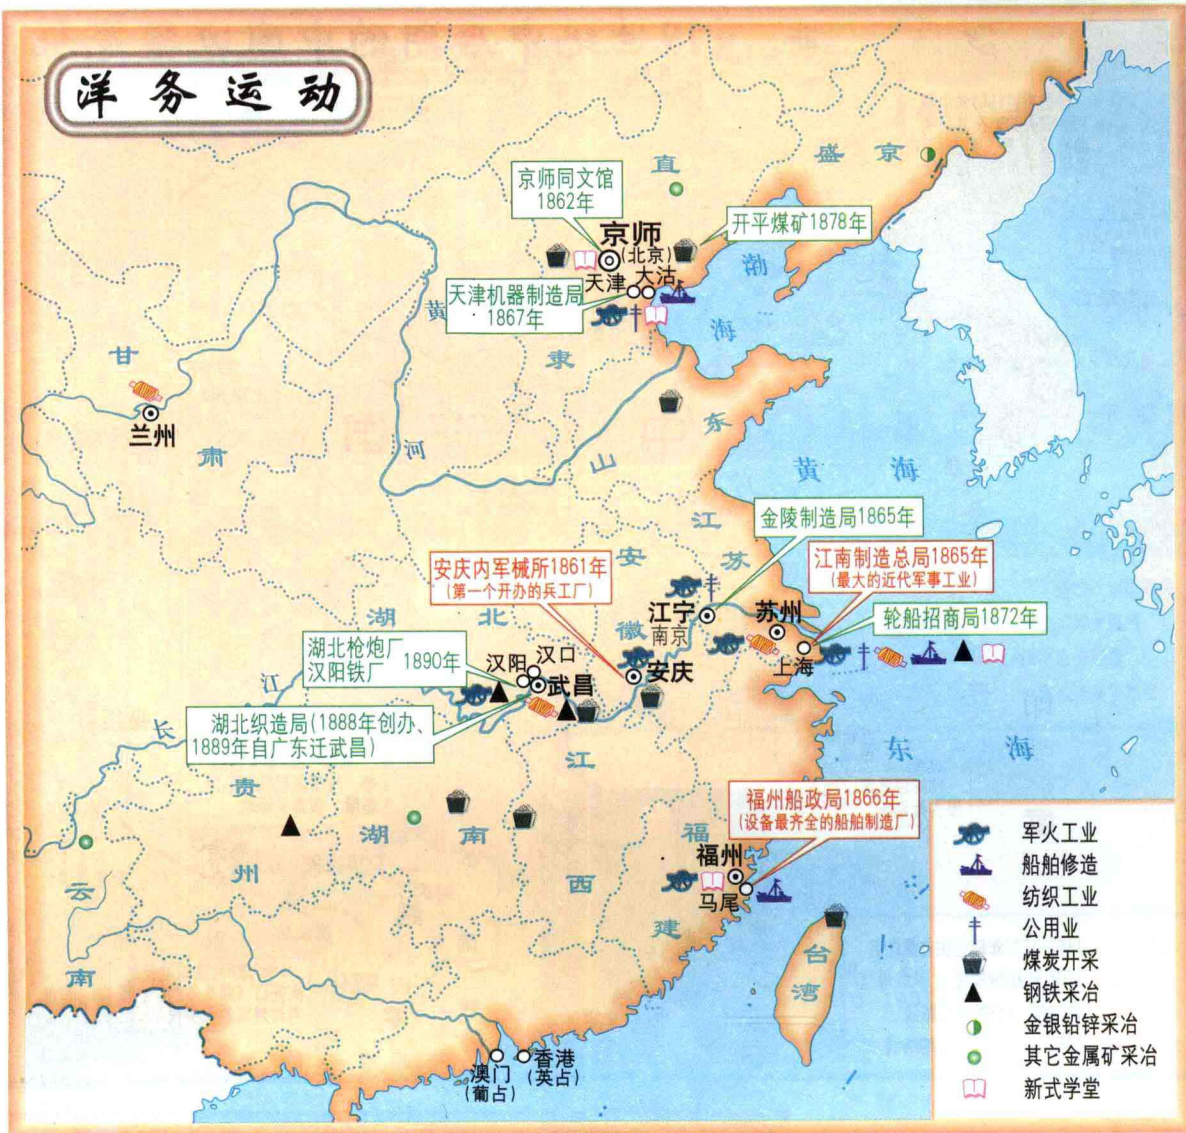 洋务运动
盛京
直
京师同文馆
1862年
京师
(北京)
开平煤矿1878年
渤
海
天津
大沽
天津机器制造局
1867年
黄
隶
甘
兰州
肃
河
东
山
黄海
江
苏
金陵制造局1865年
安
江南制造总局1865年
(最大的近代军事工业)
安庆内军械所1861年
(第一个开办的兵工厂)
湖北
徽
江宁
南京
苏州
轮船招商局1872年
上海
湖北枪炮厂
汉阳铁厂
1890年
汉阳
汉口
武昌
安庆
江
长
湖北织造局(1888年创办、
1889年自广东迁武昌)
东海
江
贵
福州船政局1866年
(设备最齐全的船舶制造厂)
湖南
福
州
福州
西
马尾
云
建
南
台
湾
香港
(英占)
澳门
(葡占)
军火工业
船舶修造
纺织工业
公用业
煤炭开采
钢铁采冶
金银铅锌采冶
其它金属矿采冶
新式学堂